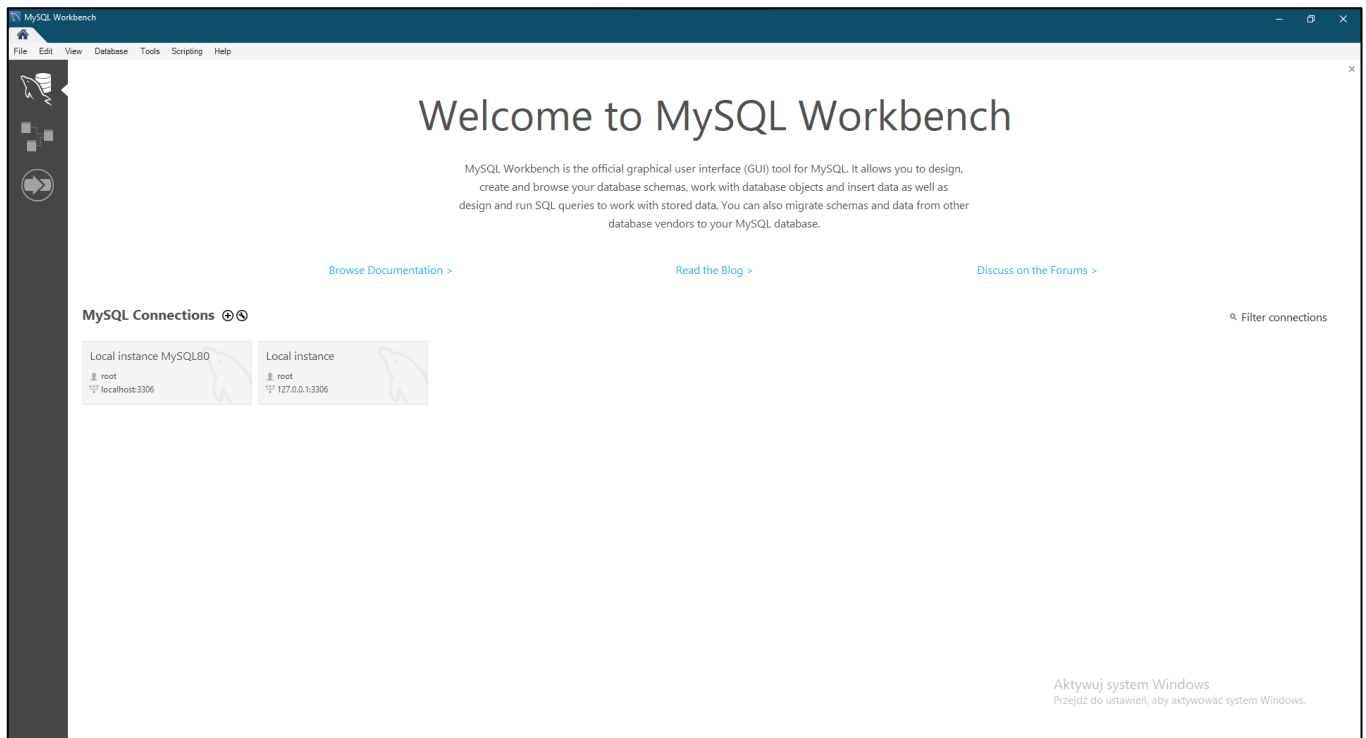 MySQL Workbench
File Edit View Database Tools Scripting Help
Welcome to MySQL Workbench
MySQL Workbench is the official graphical user interface (GUI) tool for MySQL. It allows you to design,
create and browse your database schemas, work with database objects and insert data as well as
design and run SQL queries to work with stored data. You can also migrate schemas and data from other
database vendors to your MySQL database.
Browse Documentation > Read the Blog > Discuss on the Forums >
MySQL Connections
Filter connections
Local instance MySQL80
root
localhost:3306
Local instance
root
127.0.0.1:3306
Aktywuj system Windows
Przejdź do ustawień, aby aktywować system Windows.